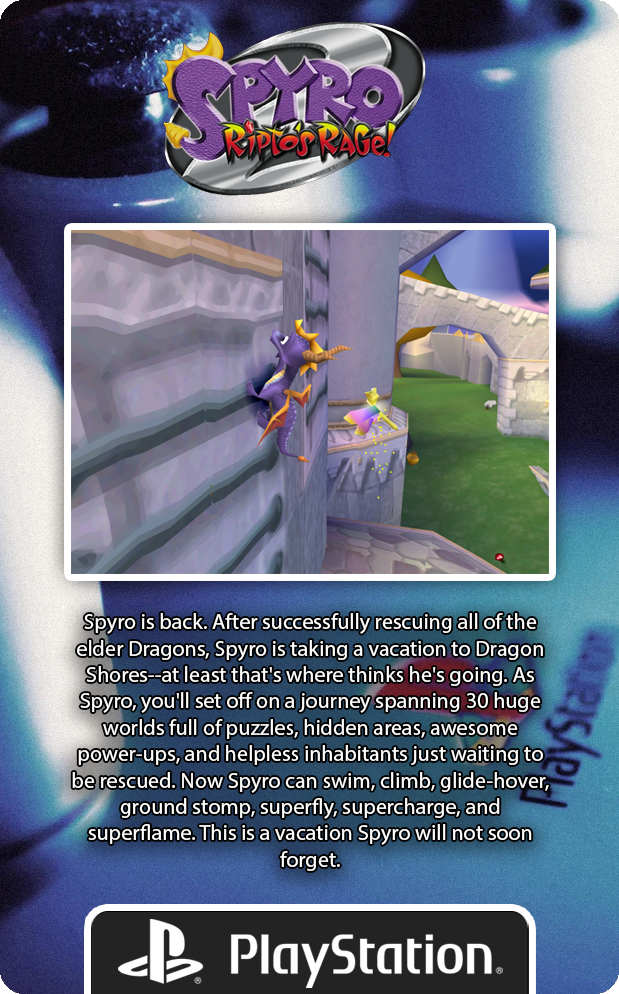 SPYRO
2
Ripto's RAGe!
Spyro is back. After successfully rescuing all of the
elder Dragons, Spyro is taking a vacation to Dragon
Shores--at least that's where thinks he's going. As
Spyro, you'll set off on a journey spanning 30 huge
worlds full of puzzles, hidden areas, awesome
power-ups, and helpless inhabitants just waiting to
be rescued. Now Spyro can swim, climb, glide-hover,
ground stomp, superfly, supercharge, and
superflame. This is a vacation Spyro will not soon
forget.
PlayStation
PlayStation®